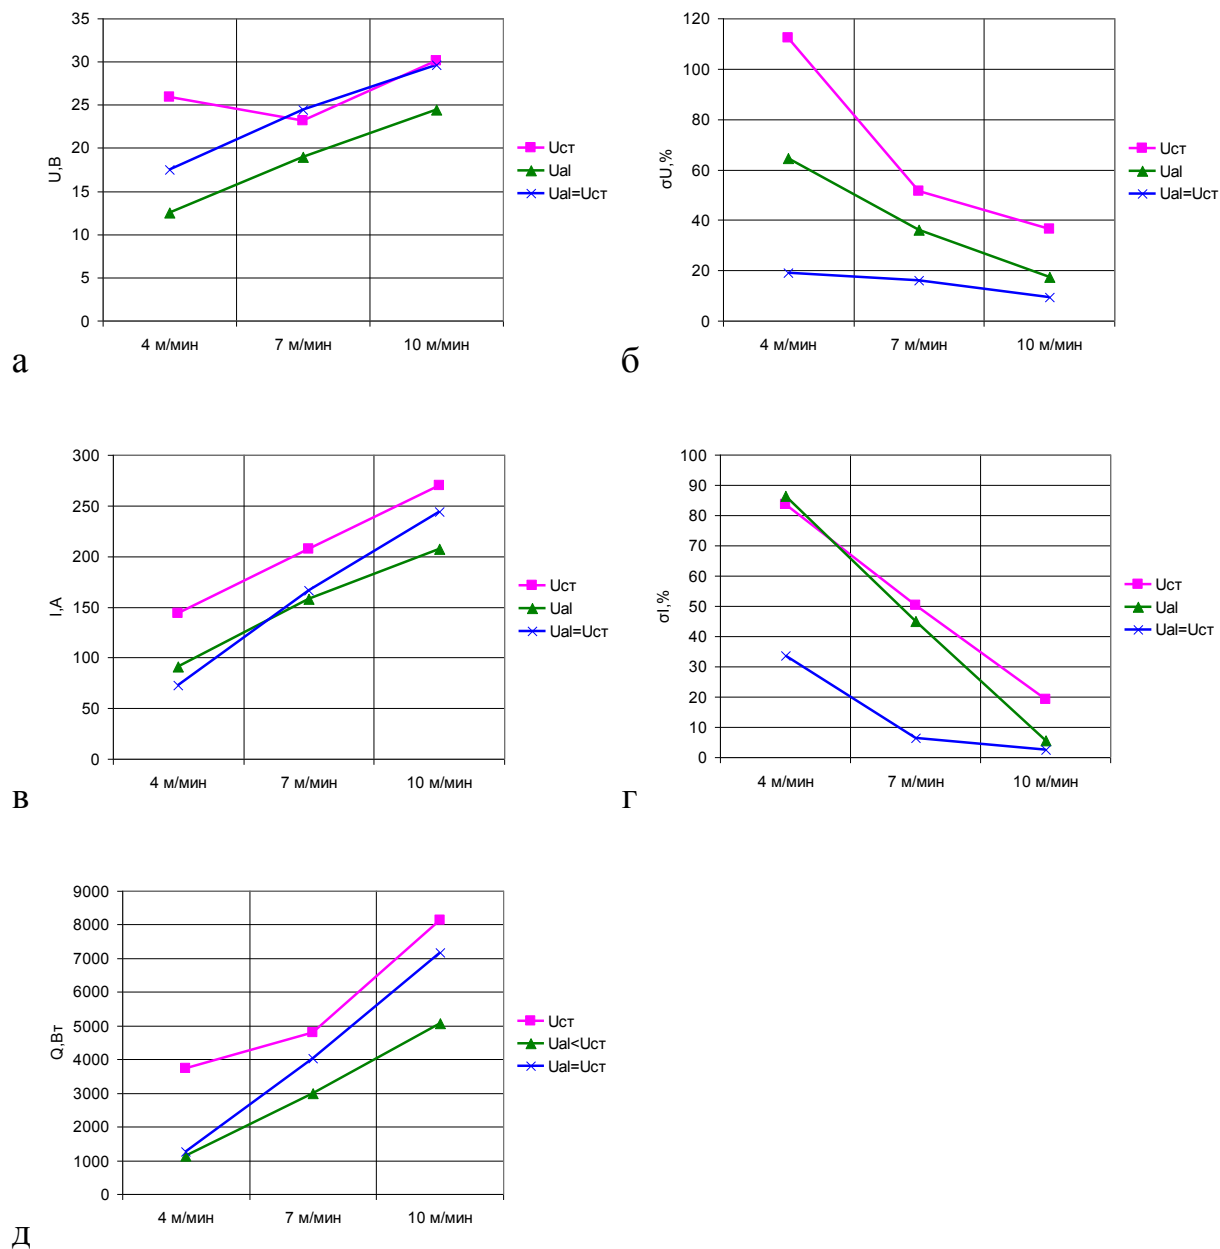 35
30
25
20
15
10
5
0
U,В
4 м/мин 7 м/мин 10 м/мин
Uст
Ual
Ual=Uст
а
120
100
80
60
40
20
0
σU,%
4 м/мин 7 м/мин 10 м/мин
Uст
Ual
Ual=Uст
б
300
250
200
150
100
50
0
I,А
4 м/мин 7 м/мин 10 м/мин
Uст
Ual
Ual=Uст
в
100
90
80
70
60
50
40
30
20
10
0
σI,%
4 м/мин 7 м/мин 10 м/мин
Uст
Ual
Ual=Uст
г
9000
8000
7000
6000
5000
4000
3000
2000
1000
0
Q,Вт
4 м/мин 7 м/мин 10 м/мин
Uст
Ual<Uст
Ual=Uст
д